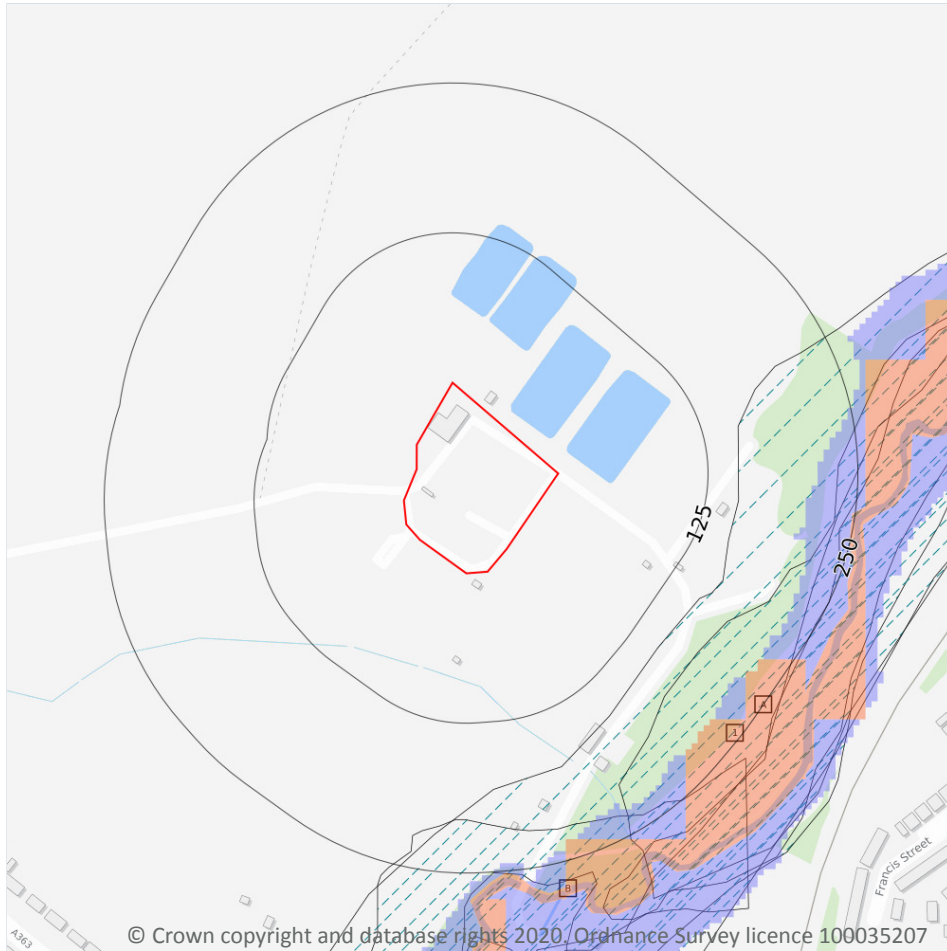 125
250
A
1
B
Francis Street
A363
© Crown copyright and database rights 2020. Ordnance Survey licence 100035207